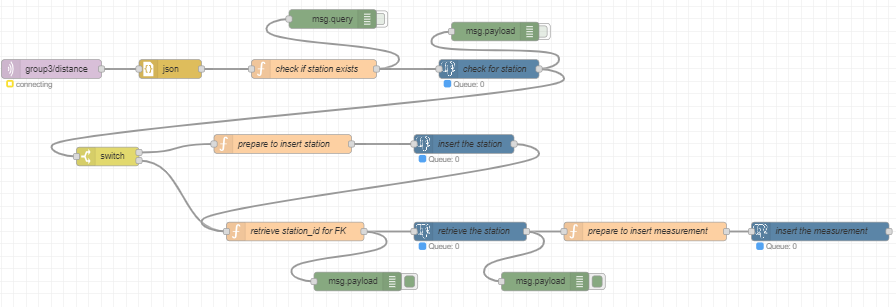 msg.query
msg.payload
group3/distance
json
check if station exists
check for station
connecting
Queue: 0
switch
prepare to insert station
insert the station
Queue: 0
retrieve station_id for FK
retrieve the station
prepare to insert measurement
insert the measurement
Queue: 0
Queue: 0
msg.payload
msg.payload